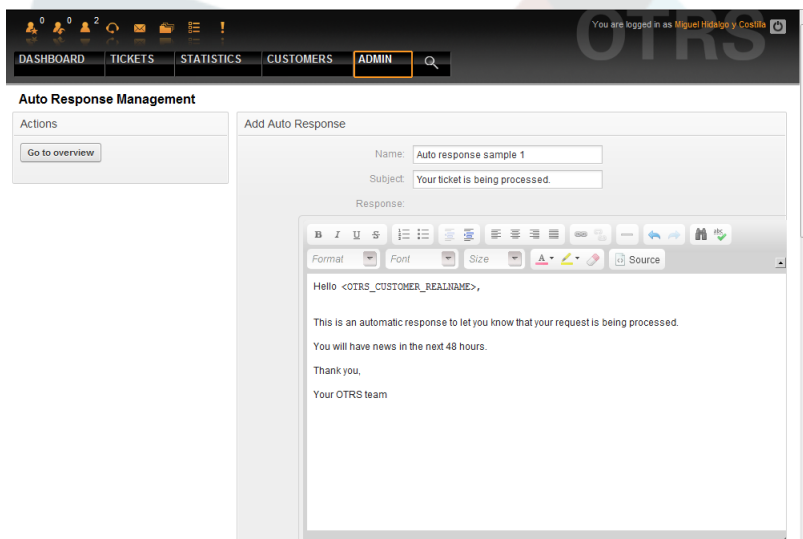 0 0 2 !
You are logged in as Miguel Hidalgo y Costilla
OTRS
DASHBOARD TICKETS STATISTICS CUSTOMERS ADMIN
Auto Response Management
Actions
Go to overview
Add Auto Response
Name: Auto response sample 1
Subject: Your ticket is being processed.
Response:
B I U S abc
Format Font Size A Source
Hello <OTRS_CUSTOMER_REALNAME>,
This is an automatic response to let you know that your request is being processed.
You will have news in the next 48 hours.
Thank you,
Your OTRS team